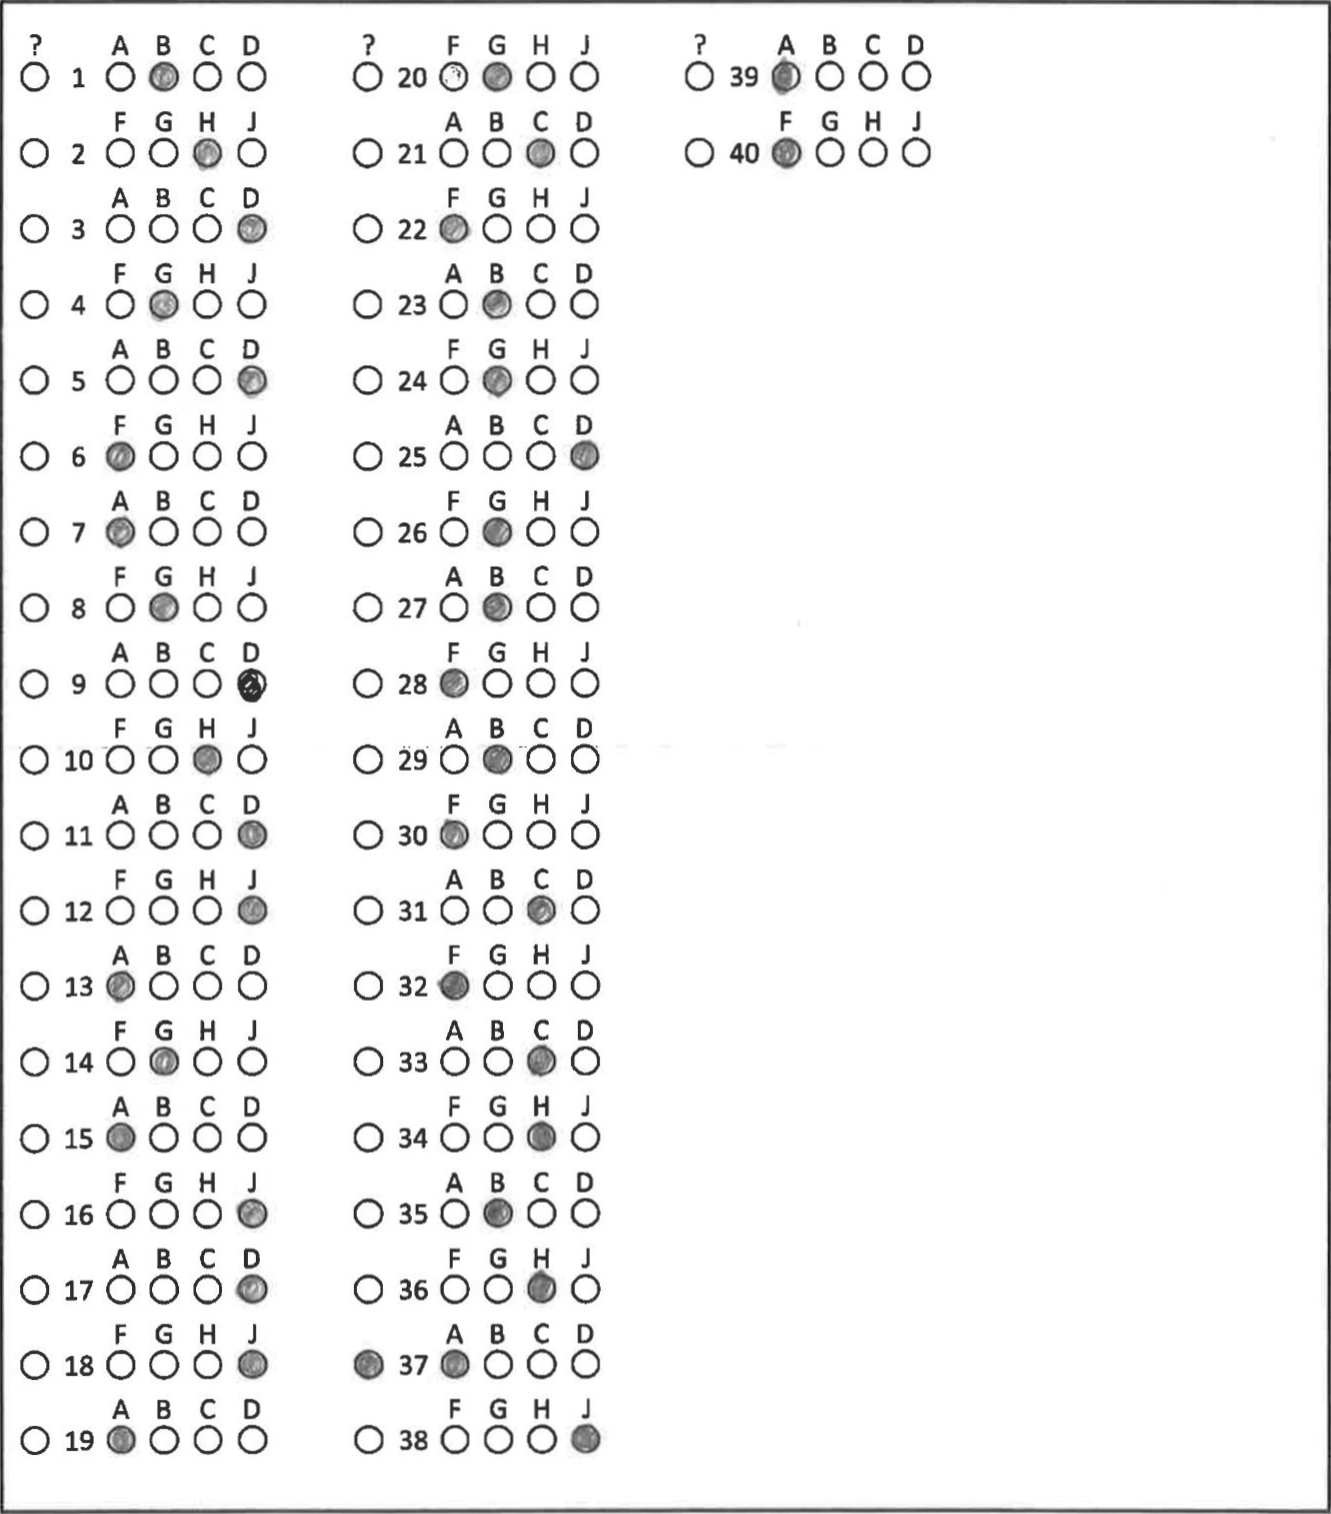 ? A B C D
1
F G H J
2
A B C D
3
F G H J
4
A B C D
5
F G H J
6
A B C D
7
F G H J
8
A B C D
9
F G H J
10
A B C D
11
F G H J
12
A B C D
13
F G H J
14
A B C D
15
F G H J
16
A B C D
17
F G H J
18
A B C D
19
? F G H J
20
A B C D
21
F G H J
22
A B C D
23
F G H J
24
A B C D
25
F G H J
26
A B C D
27
F G H J
28
A B C D
29
F G H J
30
A B C D
31
F G H J
32
A B C D
33
F G H J
34
A B C D
35
F G H J
36
A B C D
37
F G H J
38
? A B C D
39
F G H J
40